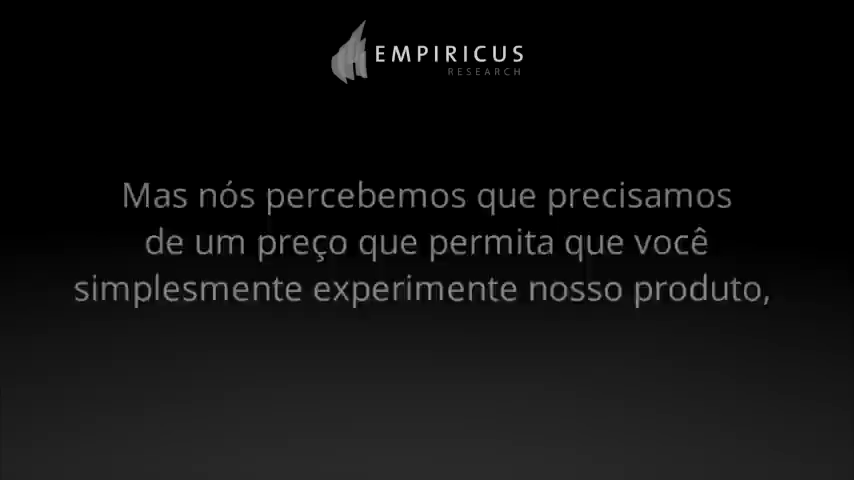 EMPIRICUS
RESEARCH
Mas nós percebemos que precisamos
de um preço que permita que você
simplesmente experimente nosso produto,